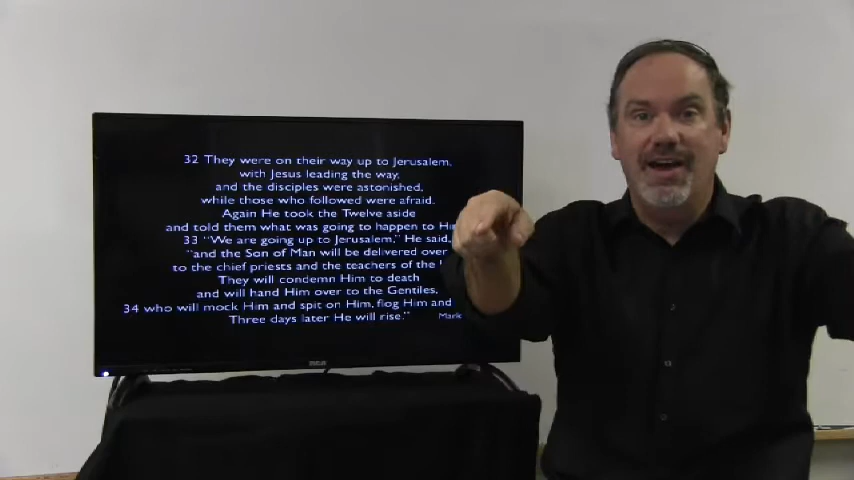 32 They were on their way up to Jerusalem,
with Jesus leading the way,
and the disciples were astonished,
while those who followed were afraid.
Again He took the Twelve aside
and told them what was going to happen to
33 "We are going up to Jerusalem," He said,
"and the Son of Man will be delivered over
to the chief priests and the teachers of the
They will condemn Him to death
and will hand Him over to the Gentiles,
34 who will mock Him and spit on Him, flog Him and
Three days later He will rise."
Mark
RCA